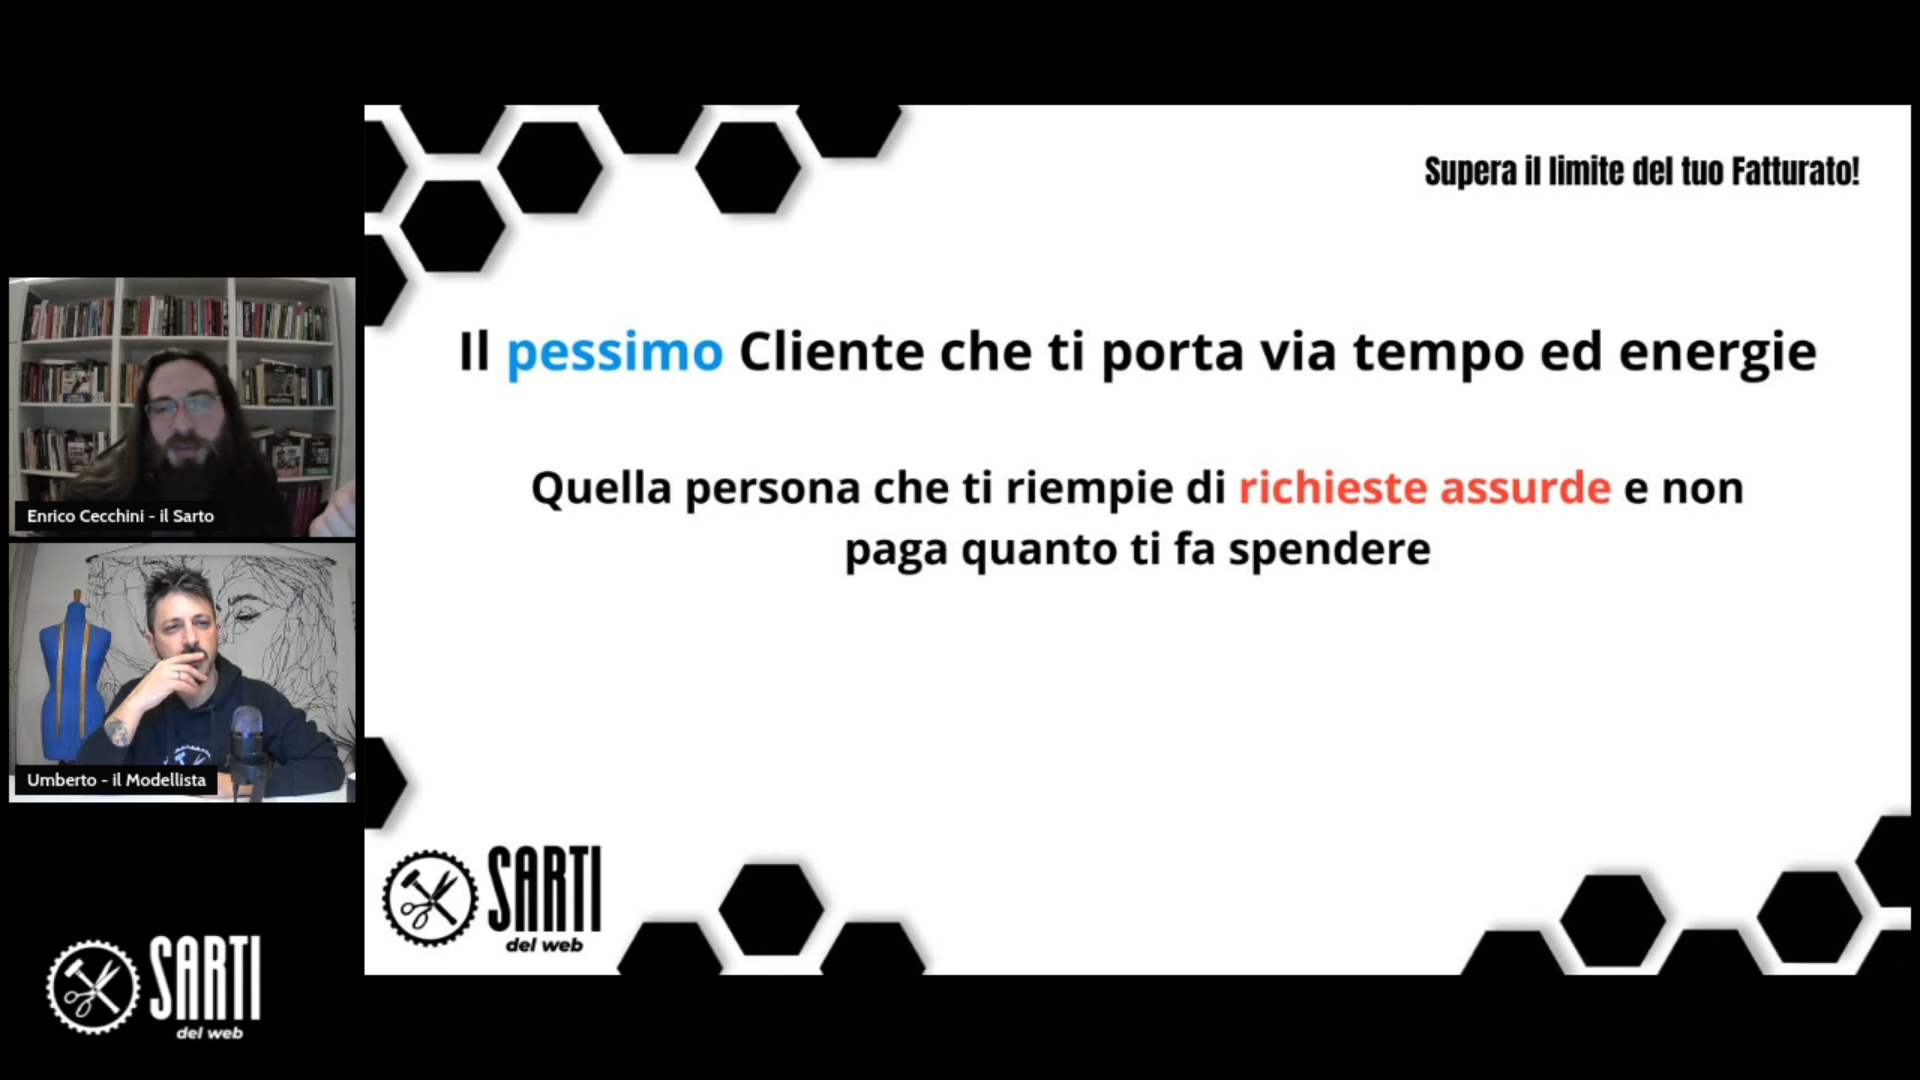 Supera il limite del tuo Fatturato!
Il pessimo Cliente che ti porta via tempo ed energie
Quella persona che ti riempie di richieste assurde e non
paga quanto ti fa spendere
Enrico Cecchini - il Sarto
Umberto - il Modellista
SARTI
del web
SARTI
del web